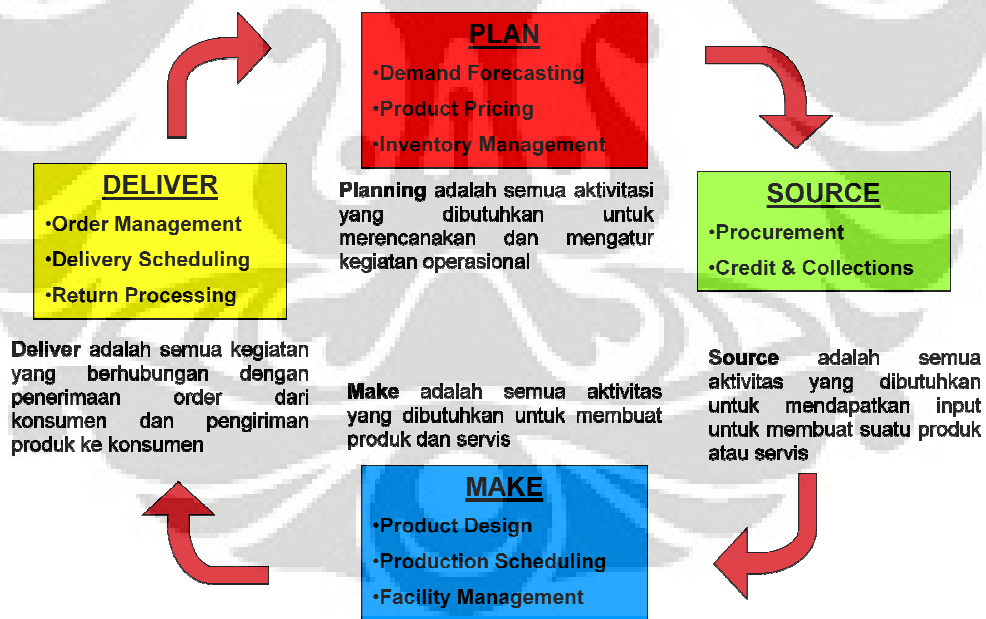 PLAN
•Demand Forecasting
•Product Pricing
•Inventory Management
Planning adalah semua aktivitasi
yang dibutuhkan untuk
merencanakan dan mengatur
kegiatan operasional
SOURCE
•Procurement
•Credit & Collections
Source adalah semua
aktivitas yang dibutuhkan
untuk mendapatkan input
untuk membuat suatu produk
atau servis
Make adalah semua aktivitas
yang dibutuhkan untuk membuat
produk dan servis
MAKE
•Product Design
•Production Scheduling
•Facility Management
DELIVER
•Order Management
•Delivery Scheduling
•Return Processing
Deliver adalah semua kegiatan
yang berhubungan dengan
penerimaan order dari
konsumen dan pengiriman
produk ke konsumen